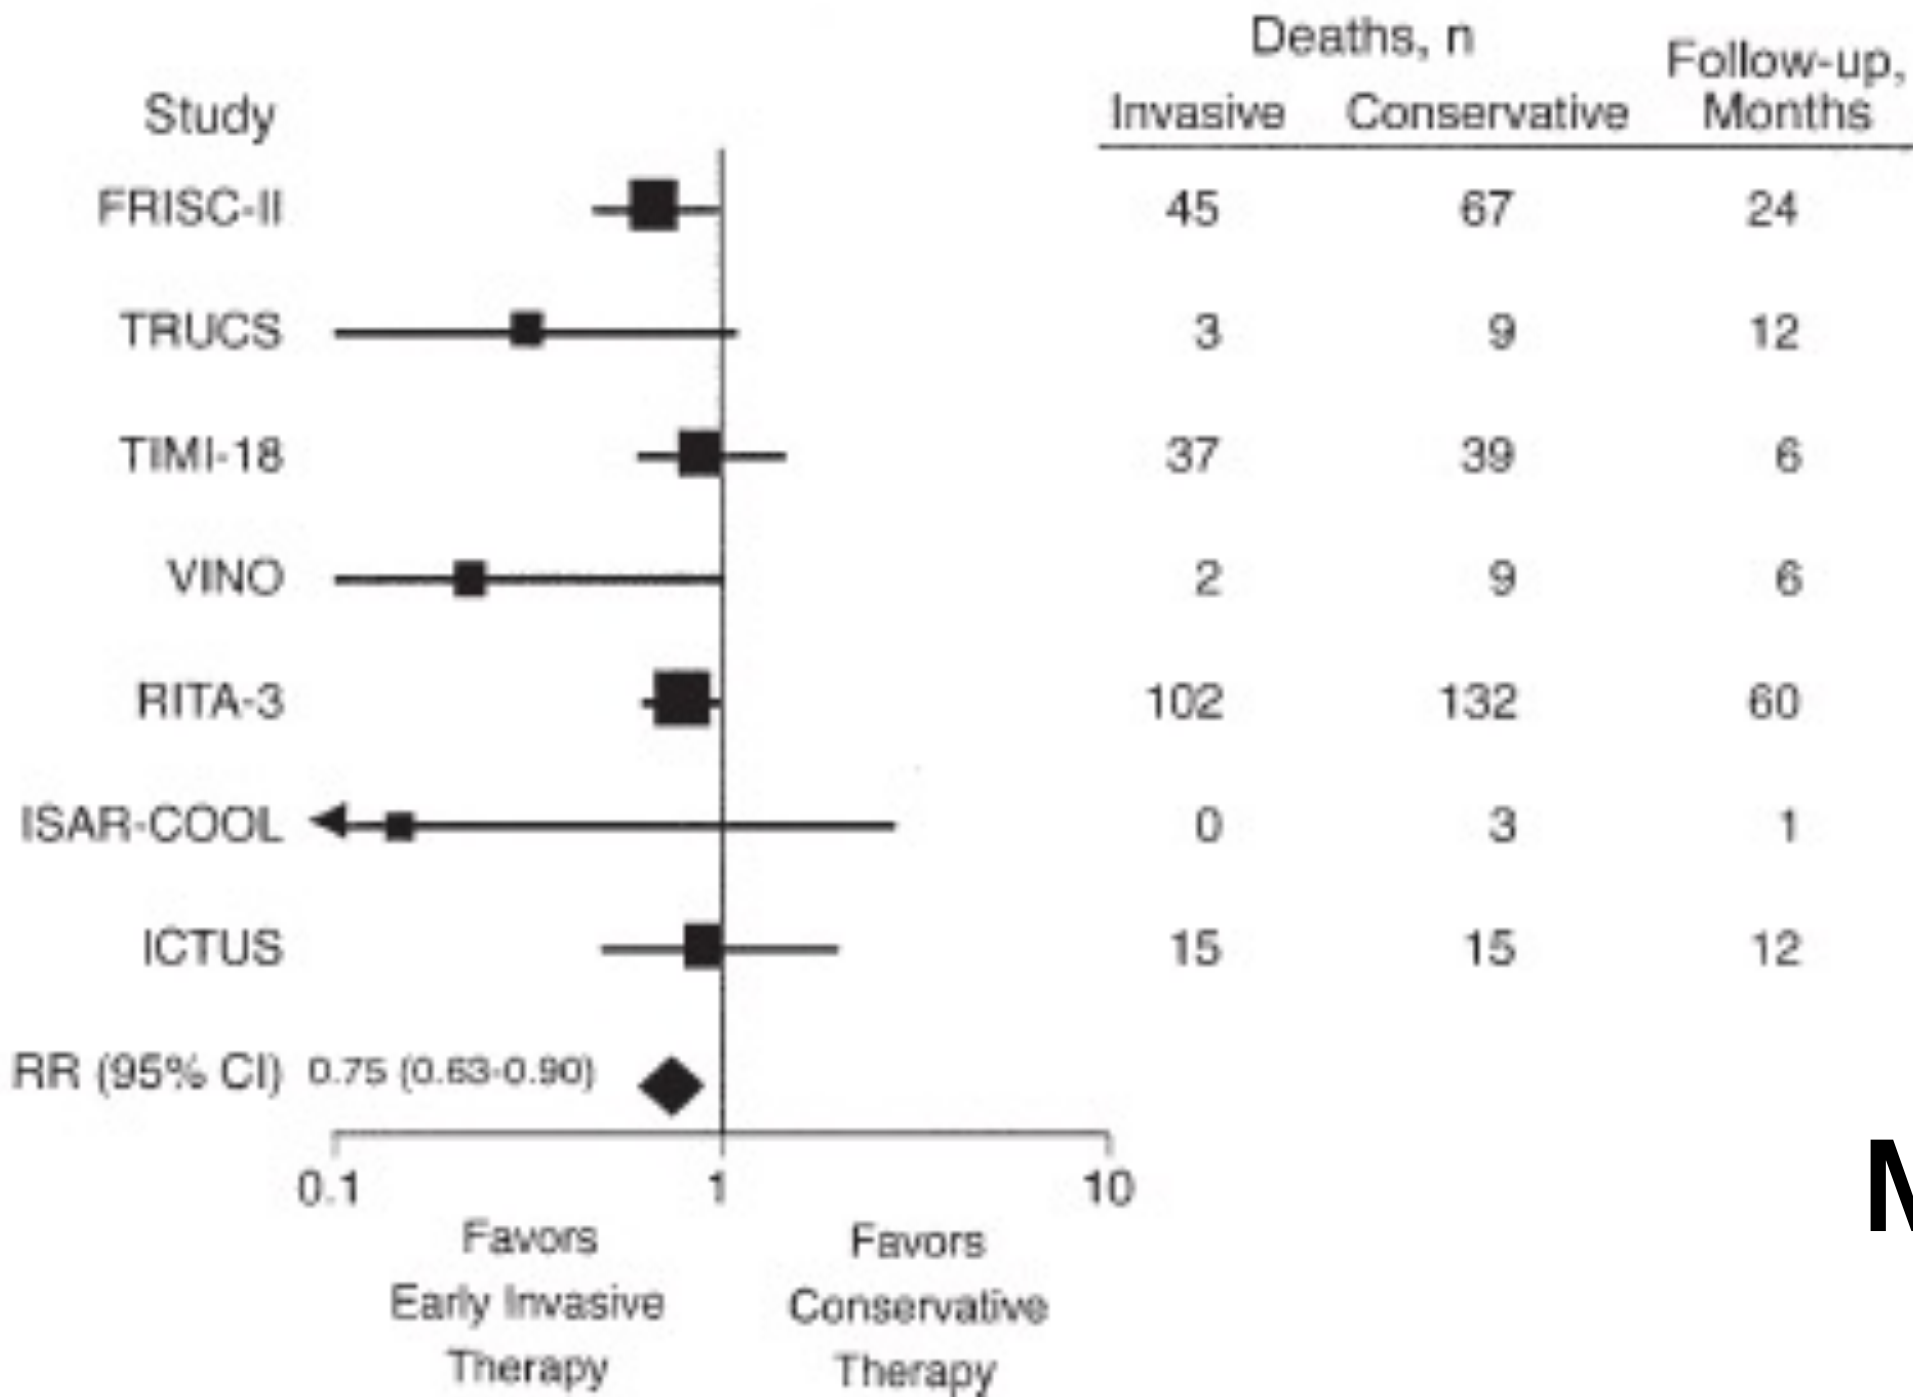 Deaths, n
Follow-up,
Study Invasive Conservative Months
FRISC-II 45 67 24
TRUCS 3 9 12
TIMI-18 37 39 6
VINO 2 9 6
RITA-3 102 132 60
ISAR-COOL 0 3 1
ICTUS 15 15 12
RR (95% CI) 0.75 (0.63-0.90)
0.1 1 10
Favors Favors
Early Invasive Conservative
Therapy Therapy